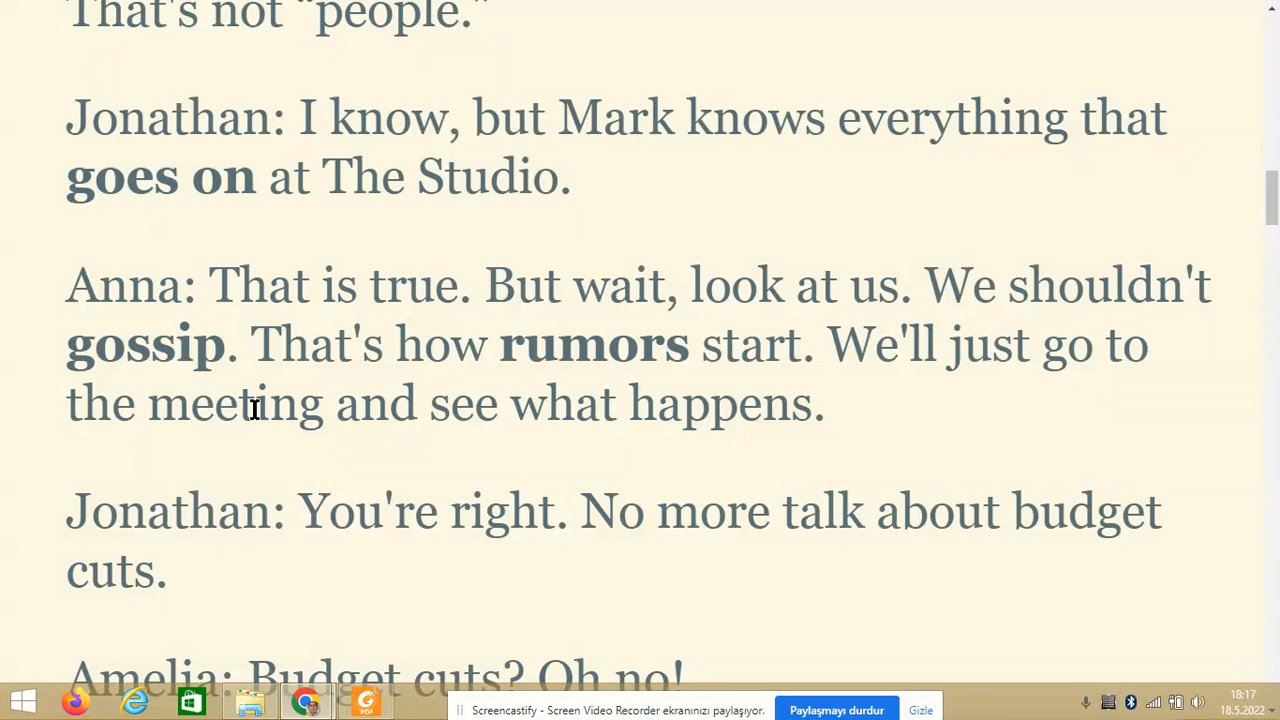 That's not “people.”
Jonathan: I know, but Mark knows everything that
goes on at The Studio.
Anna: That is true. But wait, look at us. We shouldn't
gossip. That's how rumors start. We'll just go to
the meeting and see what happens.
Jonathan: You're right. No more talk about budget
cuts.
Amelia: Budget cuts? Oh no!
Screencastify - Screen Video Recorder ekranınızı paylaşıyor.
Paylaşmayı durdur
Gizle
18:17
18.5.2022